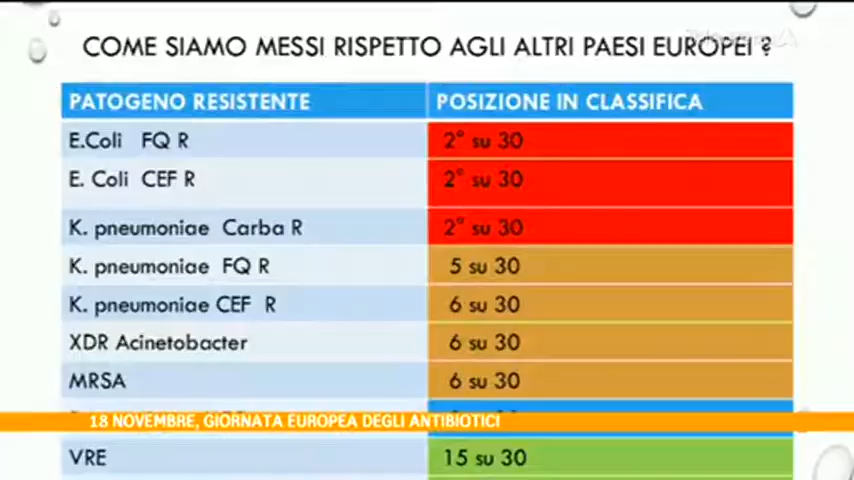 COME SIAMO MESSI RISPETTO AGLI ALTRI PAESI EUROPEI ?
PATOGENO RESISTENTE POSIZIONE IN CLASSIFICA
E.Coli FQ R 2° su 30
E. Coli CEF R 2° su 30
K. pneumoniae Carba R 2° su 30
K. pneumoniae FQ R 5 su 30
K. pneumoniae CEF R 6 su 30
XDR Acinetobacter 6 su 30
MRSA 6 su 30
18 NOVEMBRE, GIORNATA EUROPEA DEGLI ANTIBIOTICI
VRE 15 su 30